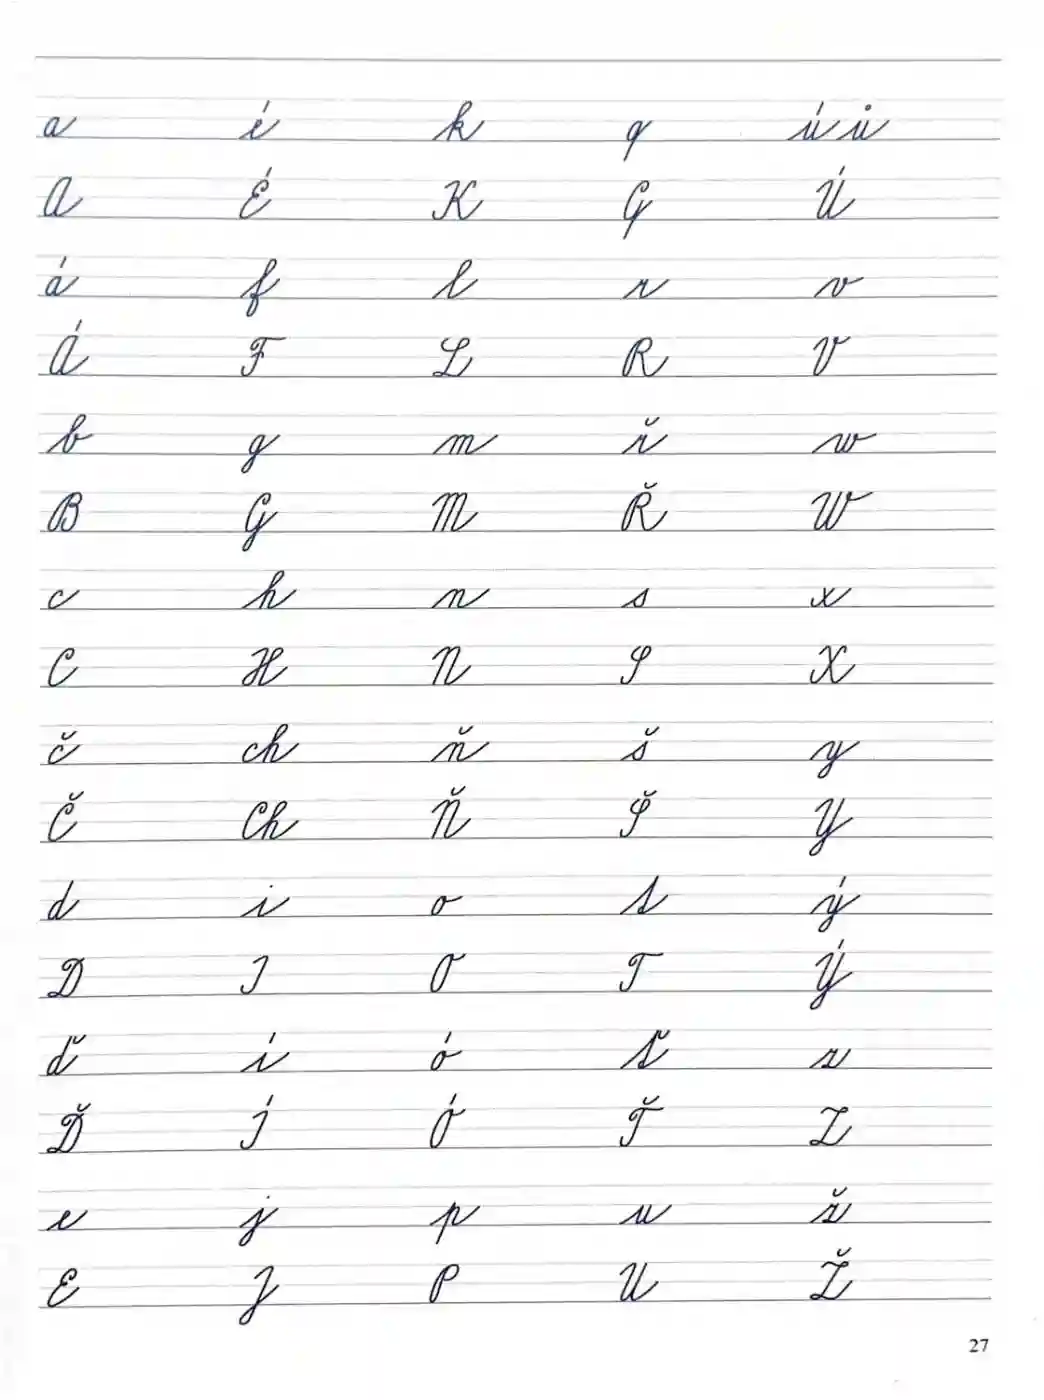 a é k q ú ů
A É K Q Ú
á f l r v
Á F L R V
b g m ř w
B G M Ř W
c h n s x
C H N S X
č ch ň š y
Č Ch Ň Š Y
d i o t ý
D I O T Ý
ď í ó ť z
Ď Í Ó Ť Z
e j p u ž
E J P U Ž
27